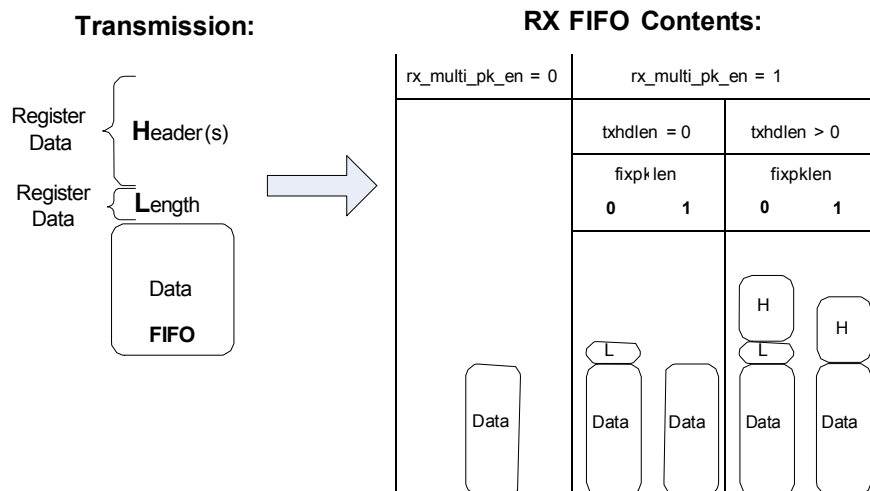 Transmission:
RX FIFO Contents:
Register
Data
Header(s)
Register
Data
Length
Data
FIFO
rx_multi_pk_en = 0
rx_multi_pk_en = 1
txhdlen = 0
txhdlen > 0
fixpklen
fixpklen
0
1
0
1
H
H
L
L
Data
Data
Data
Data
Data